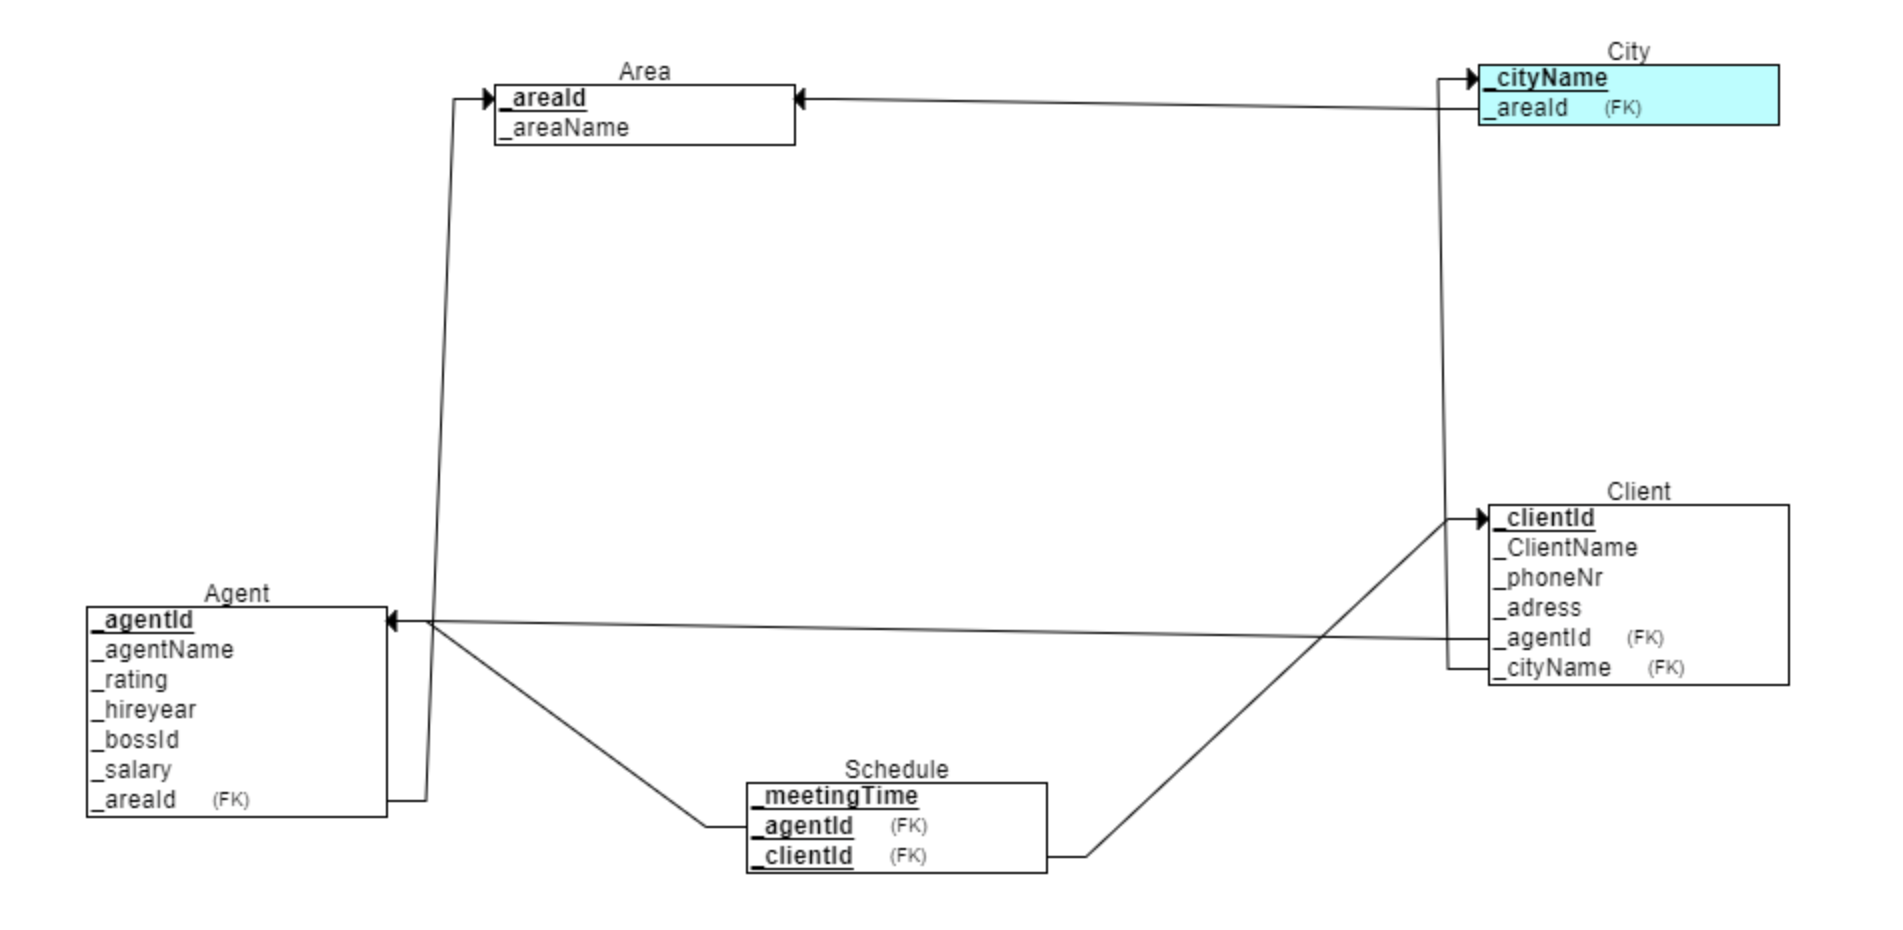 Area
_areaId
_areaName
City
_cityName
_areaId (FK)
Client
_clientId
_ClientName
_phoneNr
_adress
_agentId (FK)
_cityName (FK)
Agent
_agentId
_agentName
_rating
_hireyear
_bossId
_salary
_areaId (FK)
Schedule
_meetingTime
_agentId (FK)
_clientId (FK)